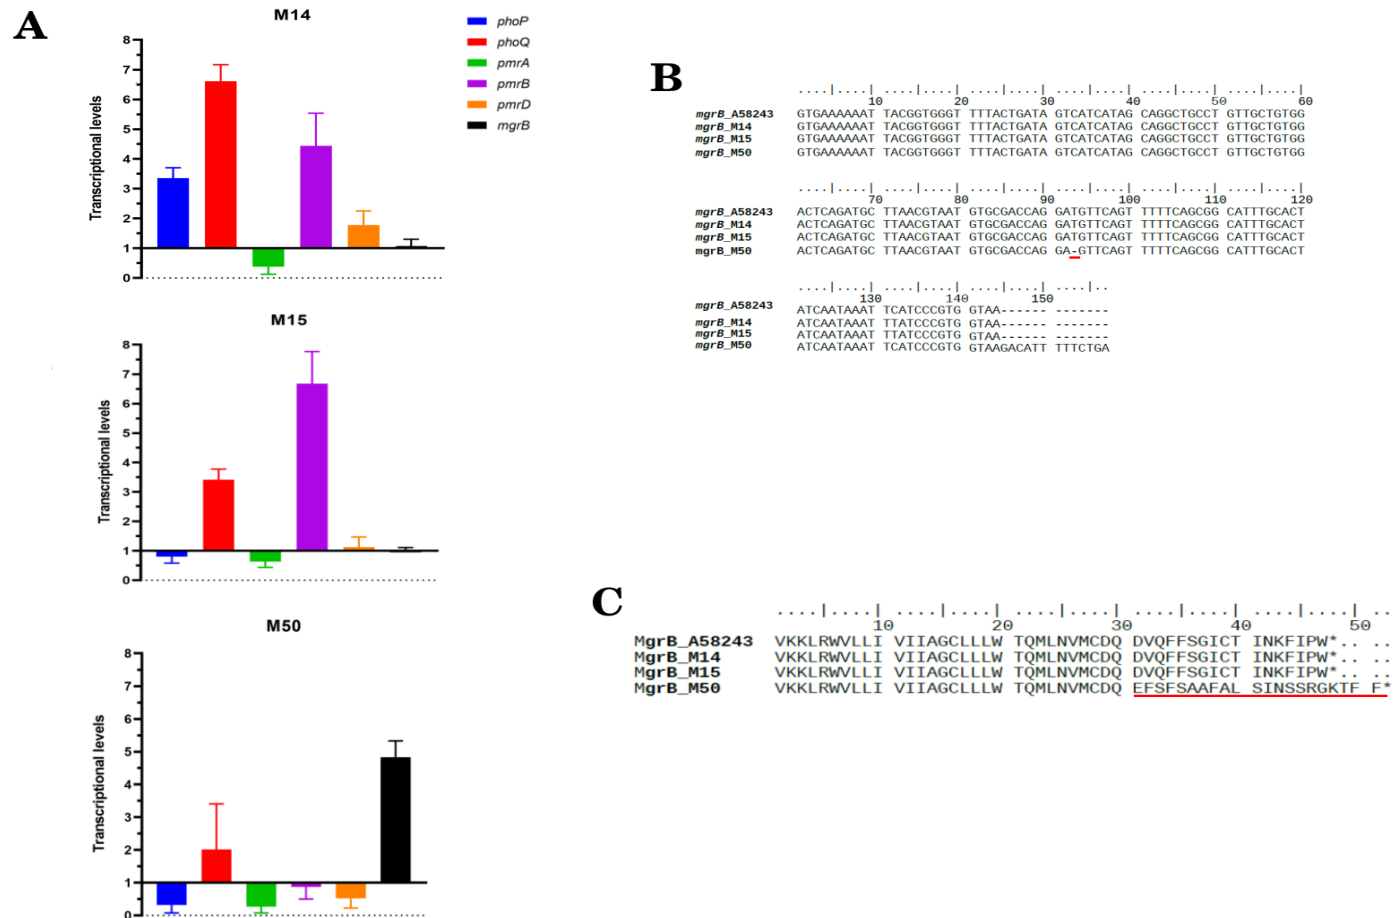 A
M14
Transcriptional levels
8
7
6
5
4
3
2
1
0
phoP
phoQ
pmrA
pmrB
pmrD
mgrB
M15
Transcriptional levels
8
7
6
5
4
3
2
1
0
M50
Transcriptional levels
8
7
6
5
4
3
2
1
0
B
....|....| ....|....| ....|....| ....|....| ....|....| ....|....|
10 20 30 40 50 60
mgrB_A58243 GTGAAAAAAT TACGGTGGGT TTTACTGATA GTCATCATAG CAGGCTGCCT GTTGCTGTGG
mgrB_M14 GTGAAAAAAT TACGGTGGGT TTTACTGATA GTCATCATAG CAGGCTGCCT GTTGCTGTGG
mgrB_M15 GTGAAAAAAT TACGGTGGGT TTTACTGATA GTCATCATAG CAGGCTGCCT GTTGCTGTGG
mgrB_M50 GTGAAAAAAT TACGGTGGGT TTTACTGATA GTCATCATAG CAGGCTGCCT GTTGCTGTGG
....|....| ....|....| ....|....| ....|....| ....|....| ....|....|
70 80 90 100 110 120
mgrB_A58243 ACTCAGATGC TTAACGTAAT GTGCGACCAG GATGTTCAGT TTTTCAGCGG CATTTGCACT
mgrB_M14 ACTCAGATGC TTAACGTAAT GTGCGACCAG GATGTTCAGT TTTTCAGCGG CATTTGCACT
mgrB_M15 ACTCAGATGC TTAACGTAAT GTGCGACCAG GATGTTCAGT TTTTCAGCGG CATTTGCACT
mgrB_M50 ACTCAGATGC TTAACGTAAT GTGCGACCAG GA-GTTCAGT TTTTCAGCGG CATTTGCACT
....|....| ....|....| ....|....| ....|..
130 140 150
mgrB_A58243 ATCAATAAAT TCATCCCGTG GTAA------ -------
mgrB_M14 ATCAATAAAT TTATCCCGTG GTAA------ -------
mgrB_M15 ATCAATAAAT TTATCCCGTG GTAA------ -------
mgrB_M50 ATCAATAAAT TCATCCCGTG GTAAGACATT TTTCTGA
C
....|....| ....|....| ....|....| ....|....| ....|....| ..
10 20 30 40 50
MgrB_A58243 VKKLRWVLLI VIIAGCLLLW TQMLNVMCDQ DVQFFSGICT INKFIPW*.. ..
MgrB_M14 VKKLRWVLLI VIIAGCLLLW TQMLNVMCDQ DVQFFSGICT INKFIPW*.. ..
MgrB_M15 VKKLRWVLLI VIIAGCLLLW TQMLNVMCDQ DVQFFSGICT INKFIPW*.. ..
MgrB_M50 VKKLRWVLLI VIIAGCLLLW TQMLNVMCDQ EFSFSAAFAL SINSSRGKTF F*